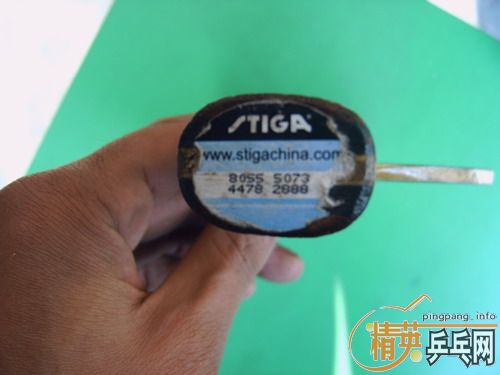 STIGA
www.stigachina.com
8055 5073
4478 2888
pingpang.info
精英乒乓网